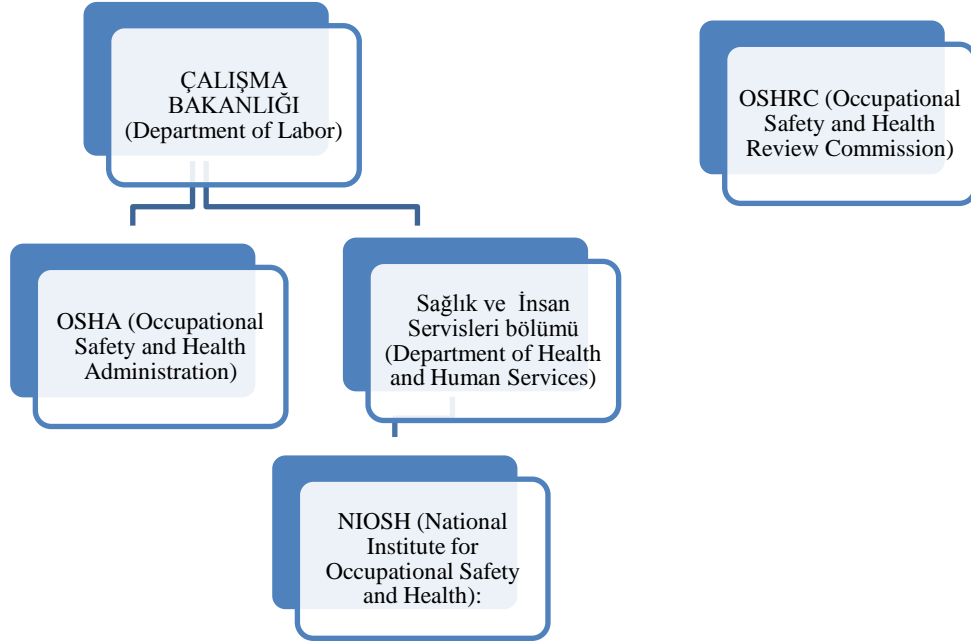 ÇALIŞMA
BAKANLIĞI
(Department of Labor)
OSHRC (Occupational
Safety and Health
Review Commission)
OSHA (Occupational
Safety and Health
Administration)
Sağlık ve İnsan
Servisleri bölümü
(Department of Health
and Human Services)
NIOSH (National
Institute for
Occupational Safety
and Health):